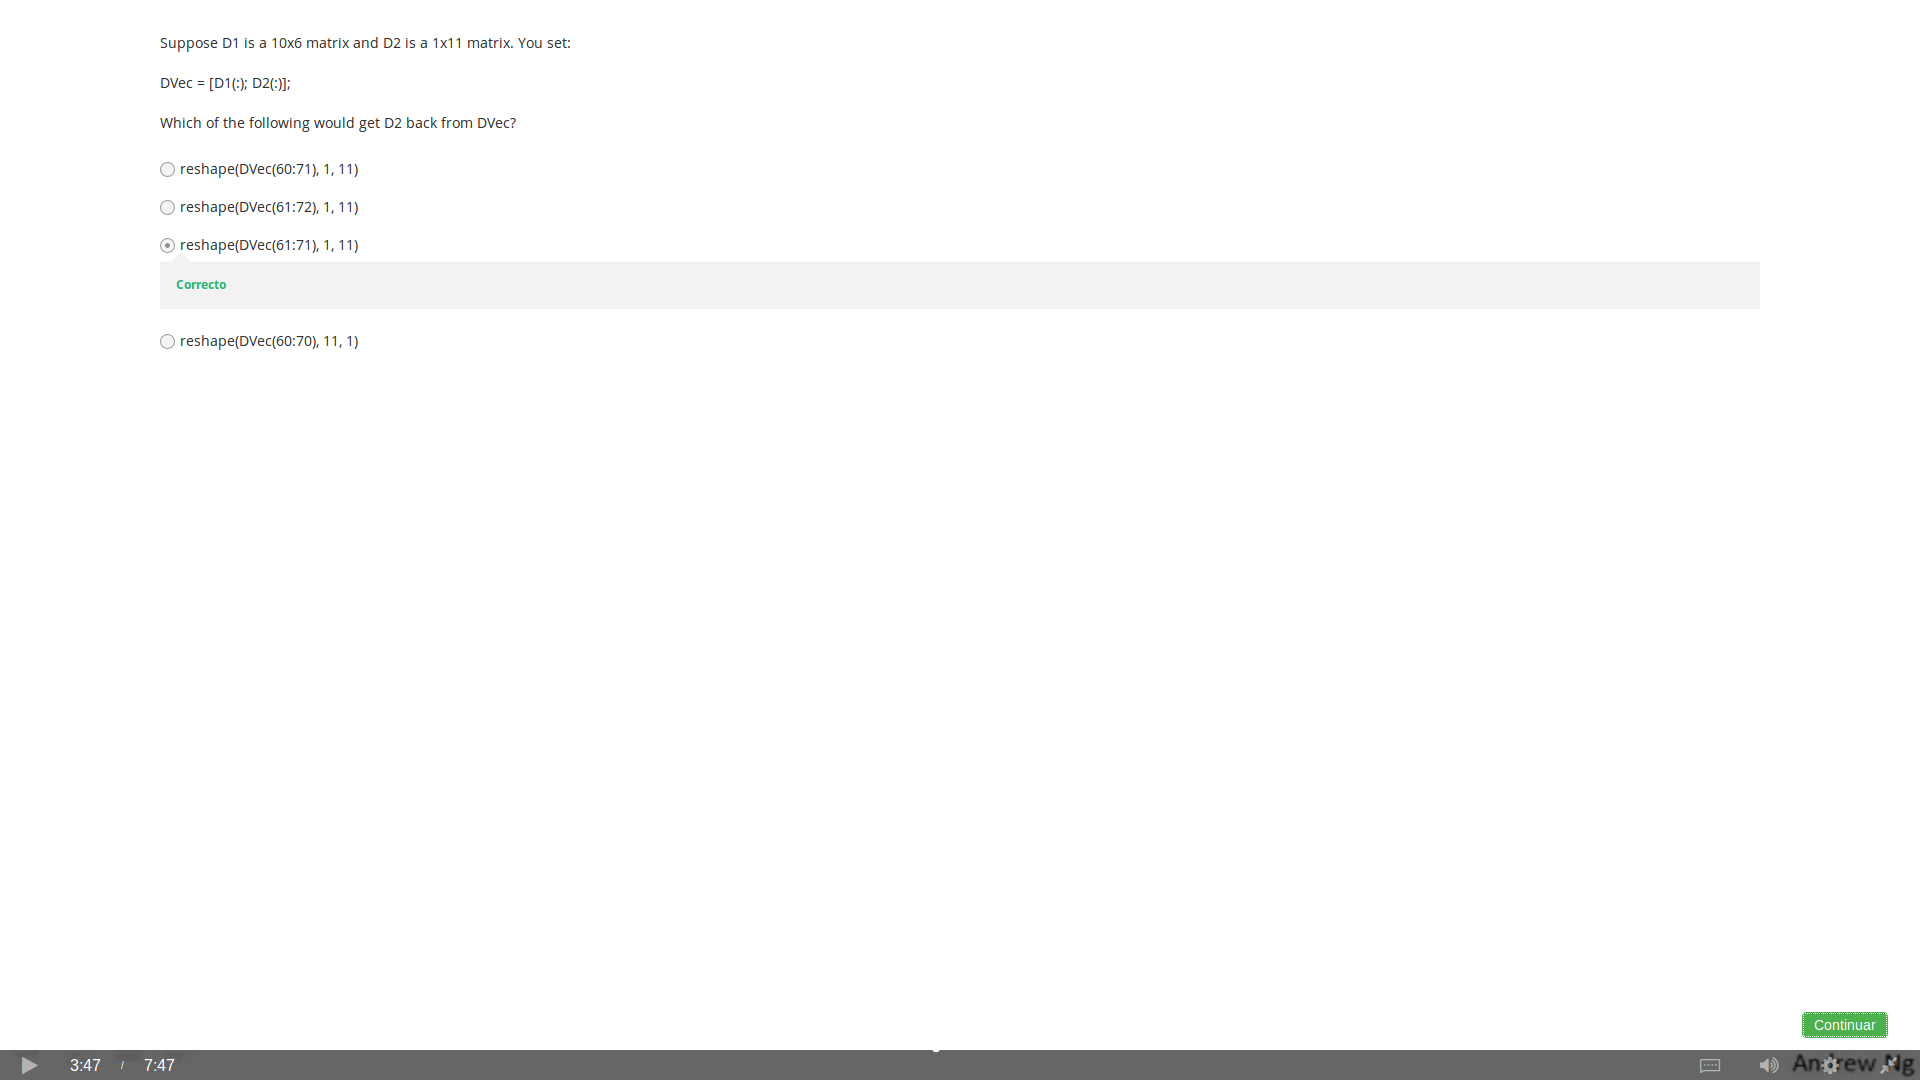 Suppose D1 is a 10x6 matrix and D2 is a 1x11 matrix. You set:
DVec = [D1(:); D2(:)];
Which of the following would get D2 back from DVec?
reshape(DVec(60:71), 1, 11)
reshape(DVec(61:72), 1, 11)
reshape(DVec(61:71), 1, 11)
Correcto
reshape(DVec(60:70), 11, 1)
Continuar
3:47 / 7:47
Andrew Ng